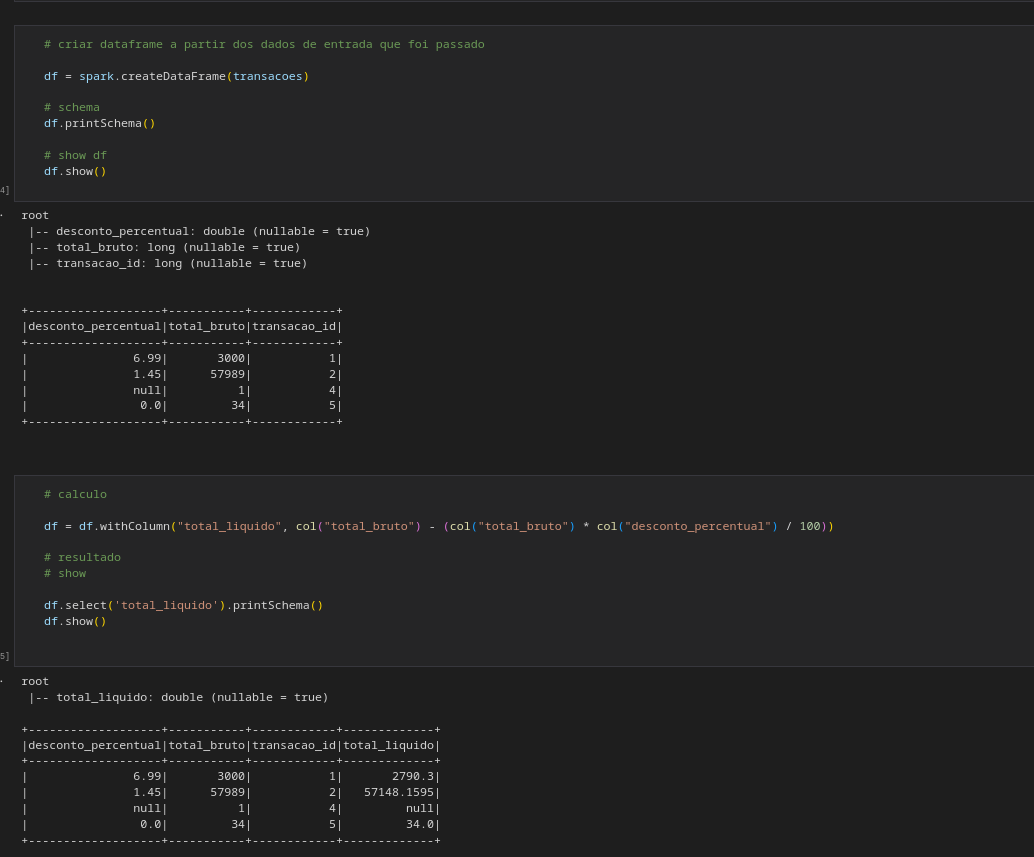 # criar dataframe a partir dos dados de entrada que foi passado
df = spark.createDataFrame(transacoes)
# schema
df.printSchema()
# show df
df.show()
4]
root
 |-- desconto_percentual: double (nullable = true)
 |-- total_bruto: long (nullable = true)
 |-- transacao_id: long (nullable = true)
+-------------------+-----------+------------+
|desconto_percentual|total_bruto|transacao_id|
+-------------------+-----------+------------+
|               6.99|       3000|           1|
|               1.45|      57989|           2|
|               null|          1|           4|
|                0.0|         34|           5|
+-------------------+-----------+------------+
# calculo
df = df.withColumn("total_liquido", col("total_bruto") - (col("total_bruto") * col("desconto_percentual") / 100))
# resultado
# show
df.select('total_liquido').printSchema()
df.show()
5]
root
 |-- total_liquido: double (nullable = true)
+-------------------+-----------+------------+-------------+
|desconto_percentual|total_bruto|transacao_id|total_liquido|
+-------------------+-----------+------------+-------------+
|               6.99|       3000|           1|       2790.3|
|               1.45|      57989|           2|   57148.1595|
|               null|          1|           4|         null|
|                0.0|         34|           5|         34.0|
+-------------------+-----------+------------+-------------+